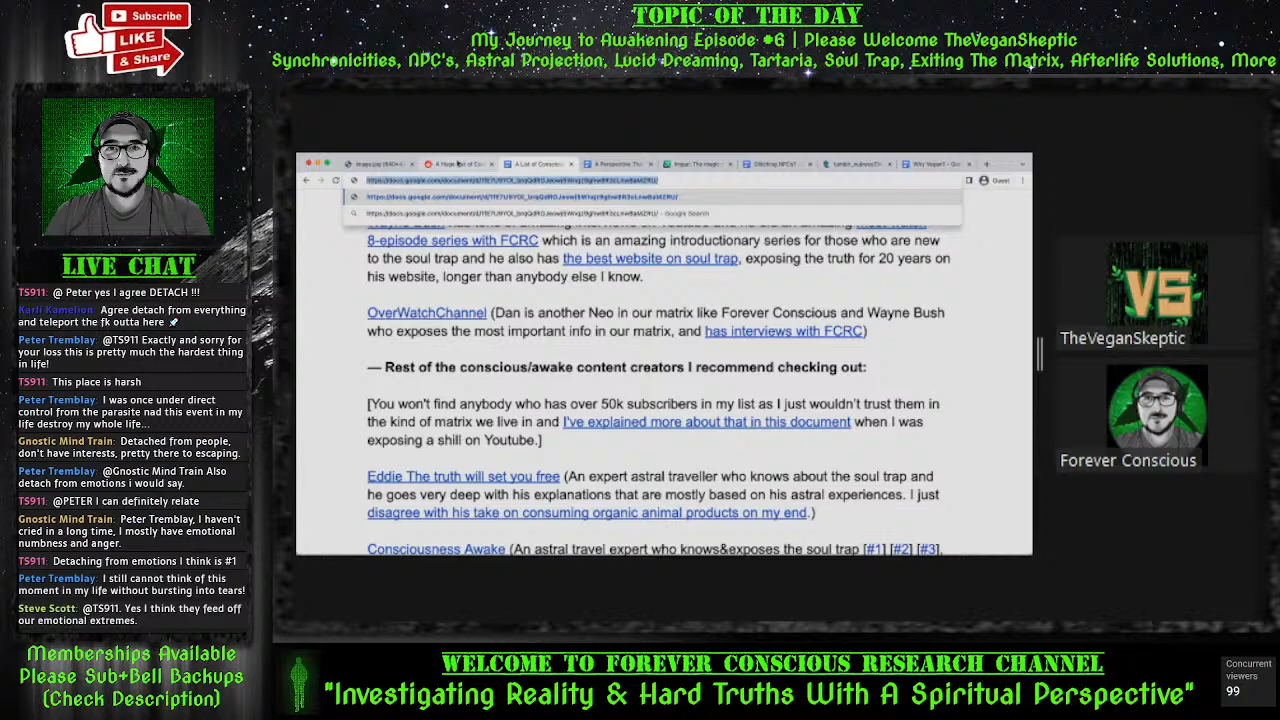 Subscribe
LIKE
& Share
TOPIC OF THE DAY
My Journey to Awakening Episode #6 | Please Welcome TheVeganSkeptic
Synchronicities, NPC's, Astral Projection, Lucid Dreaming, Tartaria, Soul Trap, Exiting The Matrix, Afterlife Solutions, More
LIVE CHAT
TS911: @ Peter yes I agree DETACH !!!
Karli Kamelion: Agree detach from everything
and teleport the fk outta here 🚀
Peter Tremblay: @TS911 Exactly and sorry for
your loss this is pretty much the hardest thing
in life!
TS911: This place is harsh
Peter Tremblay: I was once under direct
control from the parasite nad this event in my
life destroy my whole life...
Gnostic Mind Train: Detached from people,
don't have interests, pretty there to escaping.
Peter Tremblay: @Gnostic Mind Train Also
detach from emotions i would say.
TS911: @PETER I can definitely relate
Gnostic Mind Train: Peter Tremblay, I haven't
cried in a long time, I mostly have emotional
numbness and anger.
TS911: Detaching from emotions I think is #1
Peter Tremblay: I still cannot think of this
moment in my life without bursting into tears!
Steve Scott: @TS911. Yes I think they feed off
our emotional extremes.
Memberships Available
Please Sub+Bell Backups
(Check Description)
A List of Conscious
Why Vegan?
Guest
Google Search
8-episode series with FCRC which is an amazing introductionary series for those who are new
to the soul trap and he also has the best website on soul trap, exposing the truth for 20 years on
his website, longer than anybody else I know.
OverWatchChannel (Dan is another Neo in our matrix like Forever Conscious and Wayne Bush
who exposes the most important info in our matrix, and has interviews with FCRC)
— Rest of the conscious/awake content creators I recommend checking out:
[You won't find anybody who has over 50k subscribers in my list as I just wouldn't trust them in
the kind of matrix we live in and I've explained more about that in this document when I was
exposing a shill on Youtube.]
Eddie The truth will set you free (An expert astral traveller who knows about the soul trap and
he goes very deep with his explanations that are mostly based on his astral experiences. I just
disagree with his take on consuming organic animal products on my end.)
Consciousness Awake (An astral travel expert who knows&exposes the soul trap [#1] [#2] [#3],
VS
TheVeganSkeptic
Forever Conscious
WELCOME TO FOREVER CONSCIOUS RESEARCH CHANNEL
"Investigating Reality & Hard Truths With A Spiritual Perspective"
Concurrent
viewers
99